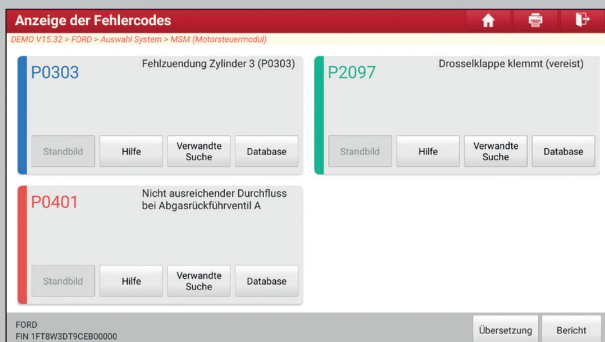 Anzeige der Fehlercodes
DEMO V15.32 > FORD > Auswahl System > MSM (Motorsteuermodul)
P0303
Fehlzuendung Zylinder 3 (P0303)
Standbild
Hilfe
Verwandte
Suche
Database
P2097
Drosselklappe klemmt (vereist)
Standbild
Hilfe
Verwandte
Suche
Database
P0401
Nicht ausreichender Durchfluss
bei Abgasrückführventil A
Standbild
Hilfe
Verwandte
Suche
Database
FORD
FIN 1FT8W3DT9CEB00000
Übersetzung
Bericht